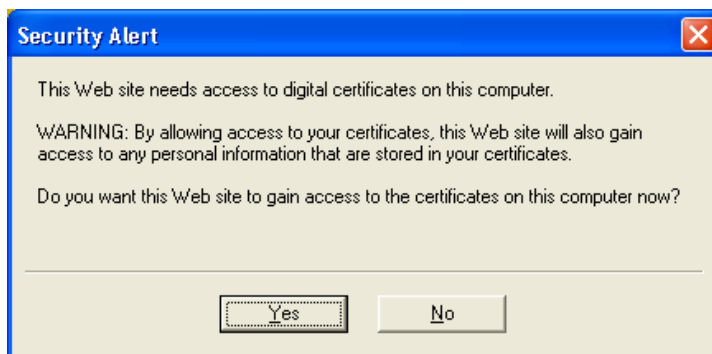 Security Alert
This Web site needs access to digital certificates on this computer.
WARNING: By allowing access to your certificates, this Web site will also gain
access to any personal information that are stored in your certificates.
Do you want this Web site to gain access to the certificates on this computer now?
Yes
No